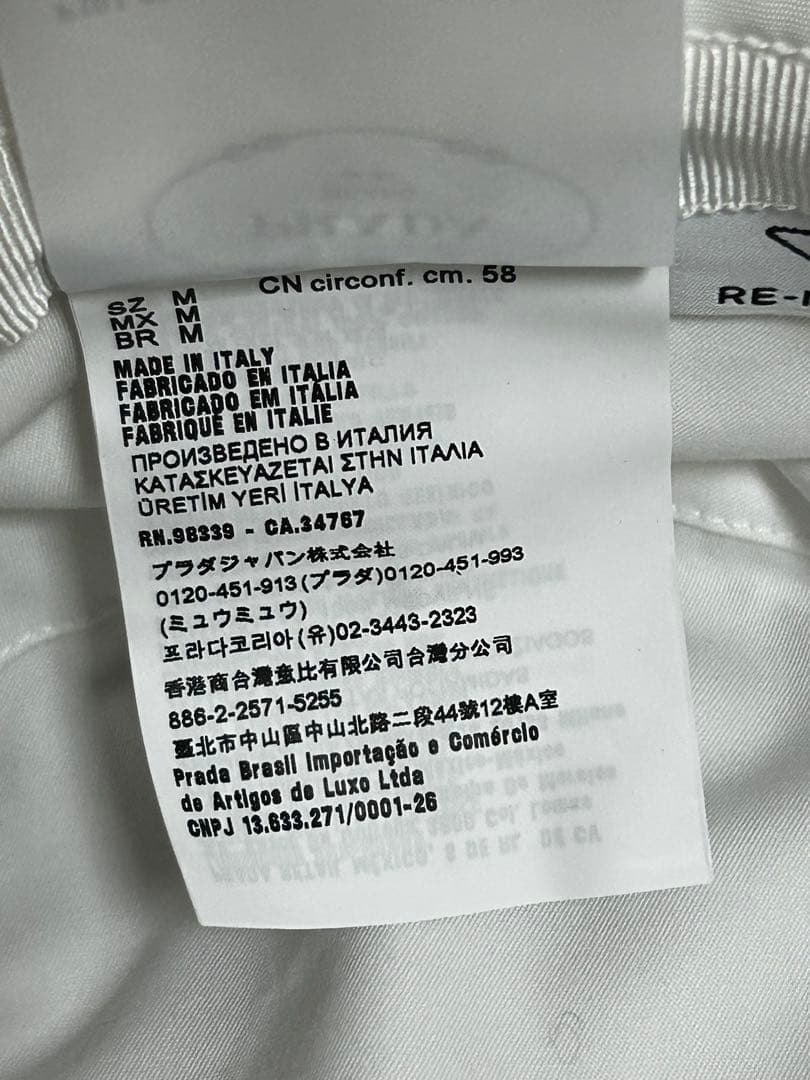 CN circonf. cm. 58
SZ M
MX M
BR M
MADE IN ITALY
FABRICADO EN ITALIA
FABRICADO EM ITÁLIA
FABRIQUÉ EN ITALIE
ПРОИЗВЕДЕНО В ИТАЛИЯ
ΚΑΤΑΣΚΕΥΑΖΕΤΑΙ ΣΤΗΝ ΙΤΑΛΙΑ
ÜRETİM YERİ İTALYA
RN.98339 - CA.34767
プラダジャパン株式会社
0120-451-913(プラダ)0120-451-993
(ミュウミュウ)
프라다코리아(유)02-3443-2323
香港商台灣壹比有限公司台灣分公司
886-2-2571-5255
臺北市中山區中山北路二段44號12樓A室
Prada Brasil Importação e Comércio
de Artigos de Luxo Ltda
CNPJ 13.633.271/0001-26